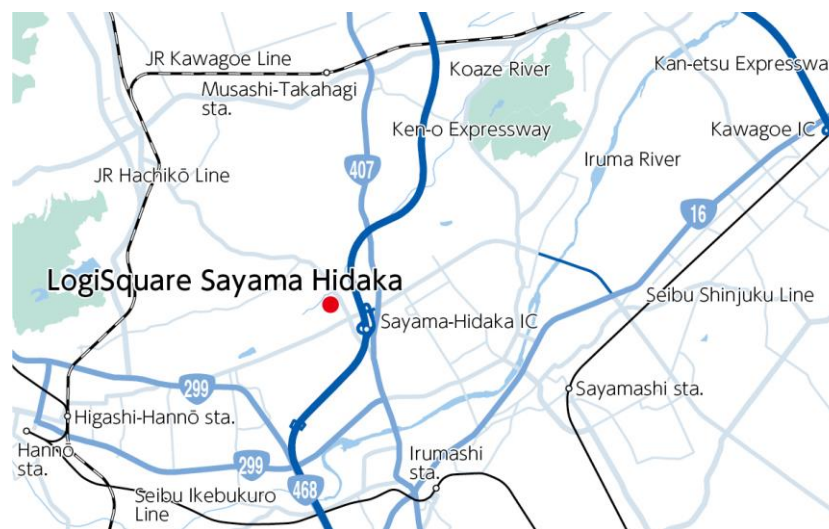 JR Kawagoe Line
Musashi-Takahagi
sta.
Koaze River
Kan-etsu Expresswa
Ken-o Expressway
Kawagoe IC
407
Iruma River
JR Hachikō Line
16
LogiSquare Sayama Hidaka
Seibu Shinjuku Line
Sayama-Hidaka IC
299
Sayamashi sta.
Higashi-Hannō sta.
Hannō
sta.
299
Irumashi
sta.
468
Seibu Ikebukuro
Line